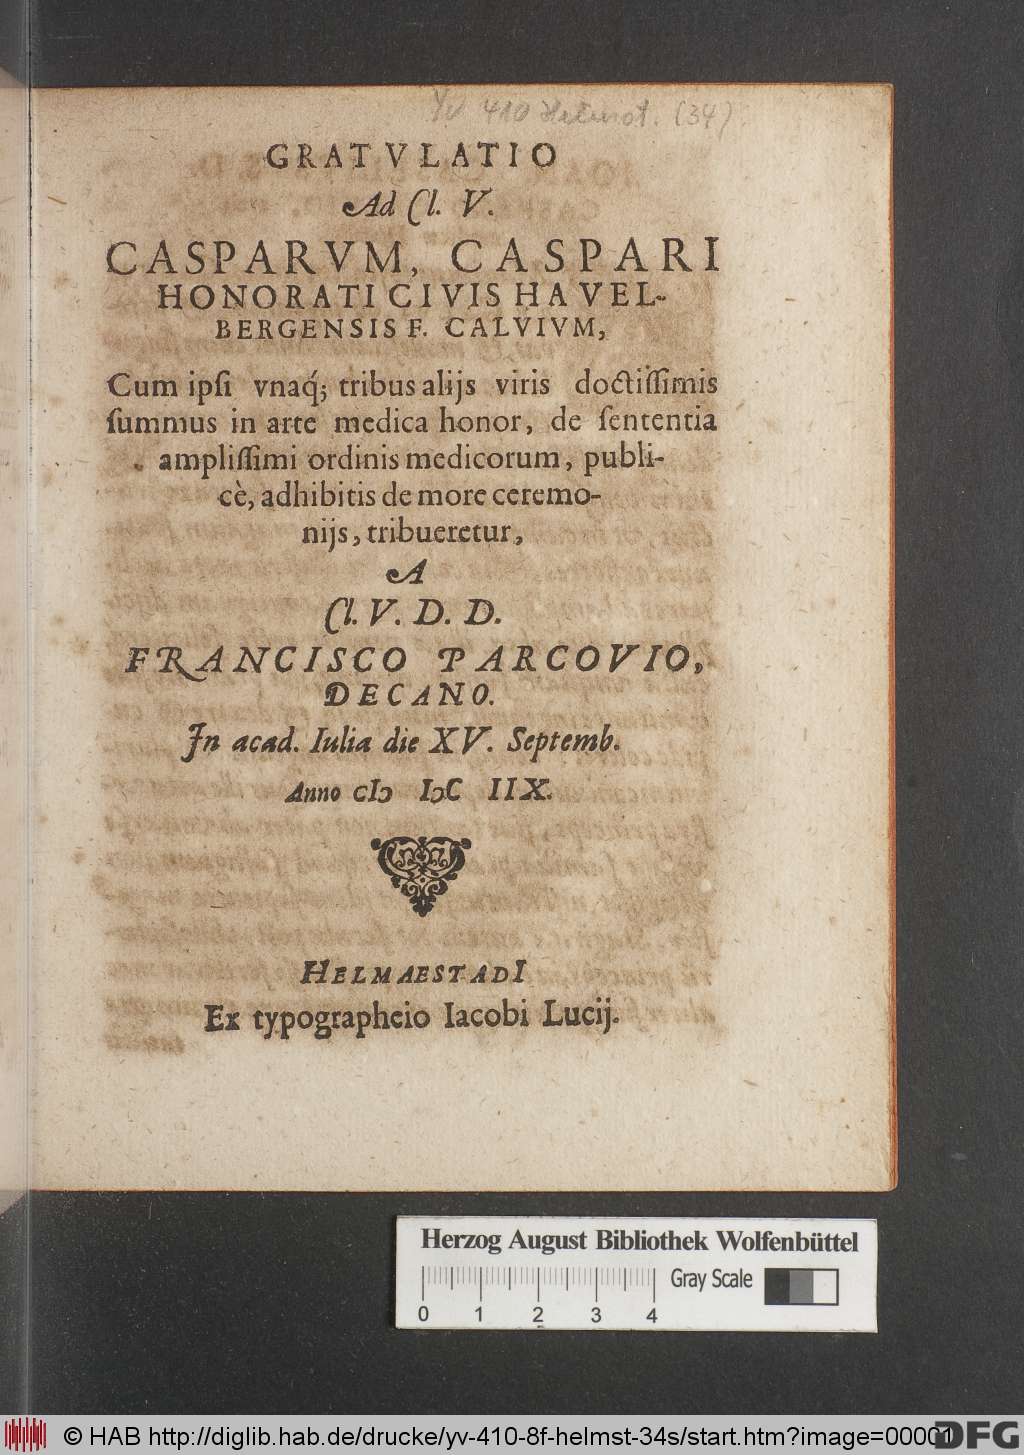 Yv 410 Helmst. (34)
GRATVLATIO
Ad Cl. V.
CASPARVM, CASPARI
HONORATI CIVIS HAVEL-
BERGENSIS F. CALVIVM,
Cum ipſi vnaq́; tribus alijs viris doctiſſimis
ſummus in arte medica honor, de ſententia
ampliſſimi ordinis medicorum, publi-
cè, adhibitis de more ceremo-
nijs, tribueretur,
A
Cl. V. D. D.
FRANCISCO PARCOVIO,
DECANO.
In acad. Iulia die XV. Septemb.
Anno cIɔ IɔC IIX.
HELMAESTADI
Ex typographeio Iacobi Lucij.
Herzog August Bibliothek Wolfenbüttel
Gray Scale
0 1 2 3 4
© HAB http://diglib.hab.de/drucke/yv-410-8f-helmst-34s/start.htm?image=00001
DFG